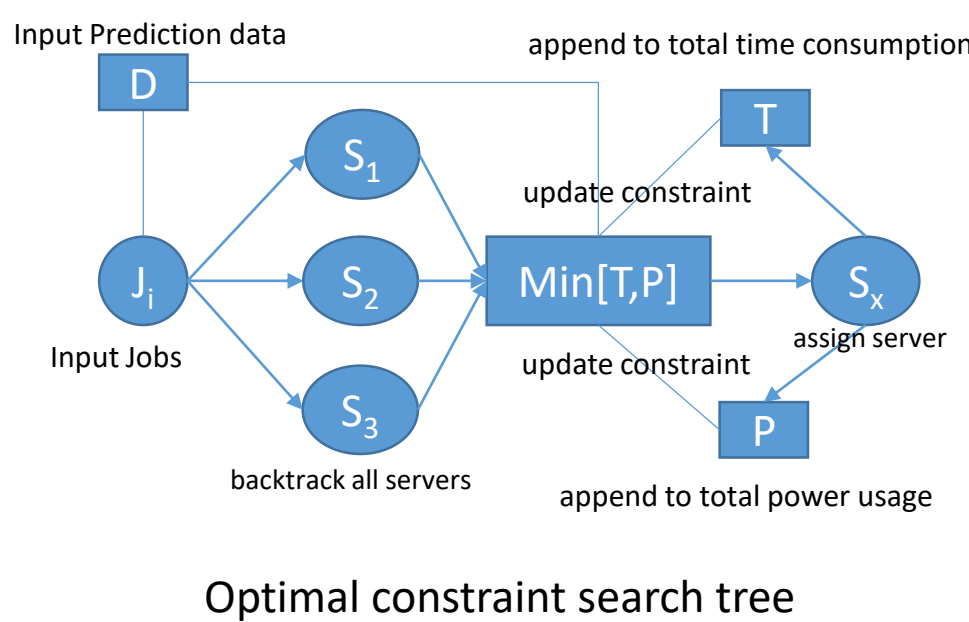 Input Prediction data
append to total time consumption
D
T
S₁
update constraint
Jᵢ
S₂
Min[T,P]
Sₓ
assign server
Input Jobs
update constraint
S₃
P
backtrack all servers
append to total power usage
Optimal constraint search tree